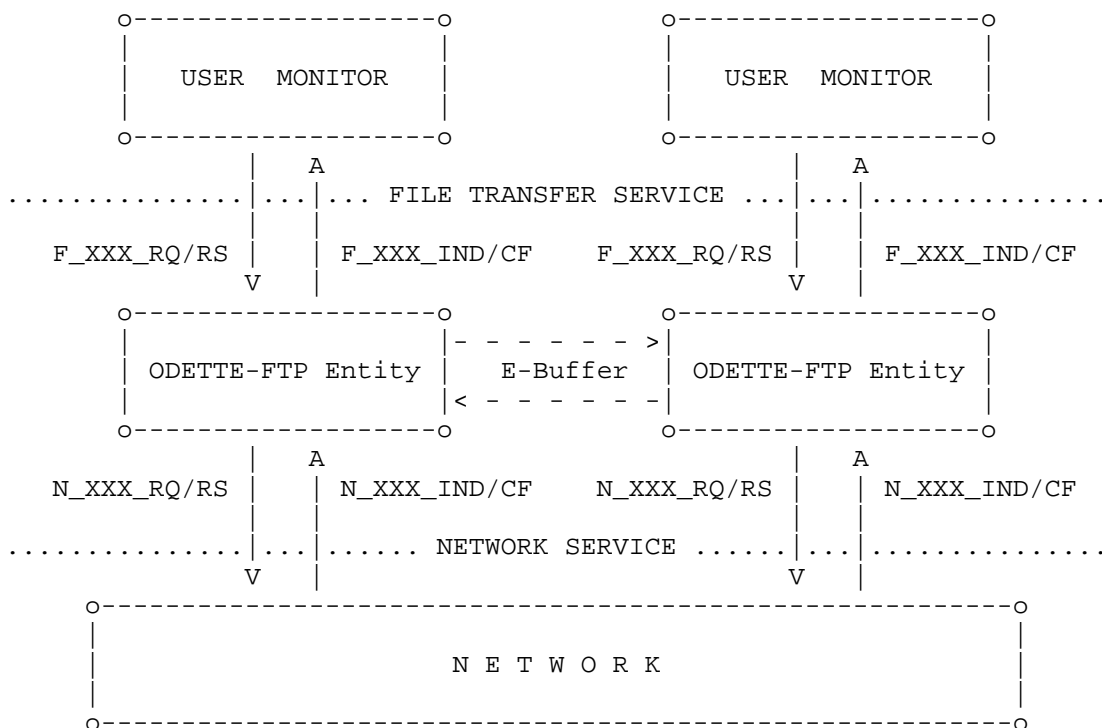 USER MONITOR USER MONITOR
A A
FILE TRANSFER SERVICE
F_XXX_RQ/RS F_XXX_IND/CF F_XXX_RQ/RS F_XXX_IND/CF
V V
ODETTE-FTP Entity E-Buffer ODETTE-FTP Entity
A A
N_XXX_RQ/RS N_XXX_IND/CF N_XXX_RQ/RS N_XXX_IND/CF
NETWORK SERVICE
V V
N E T W O R K